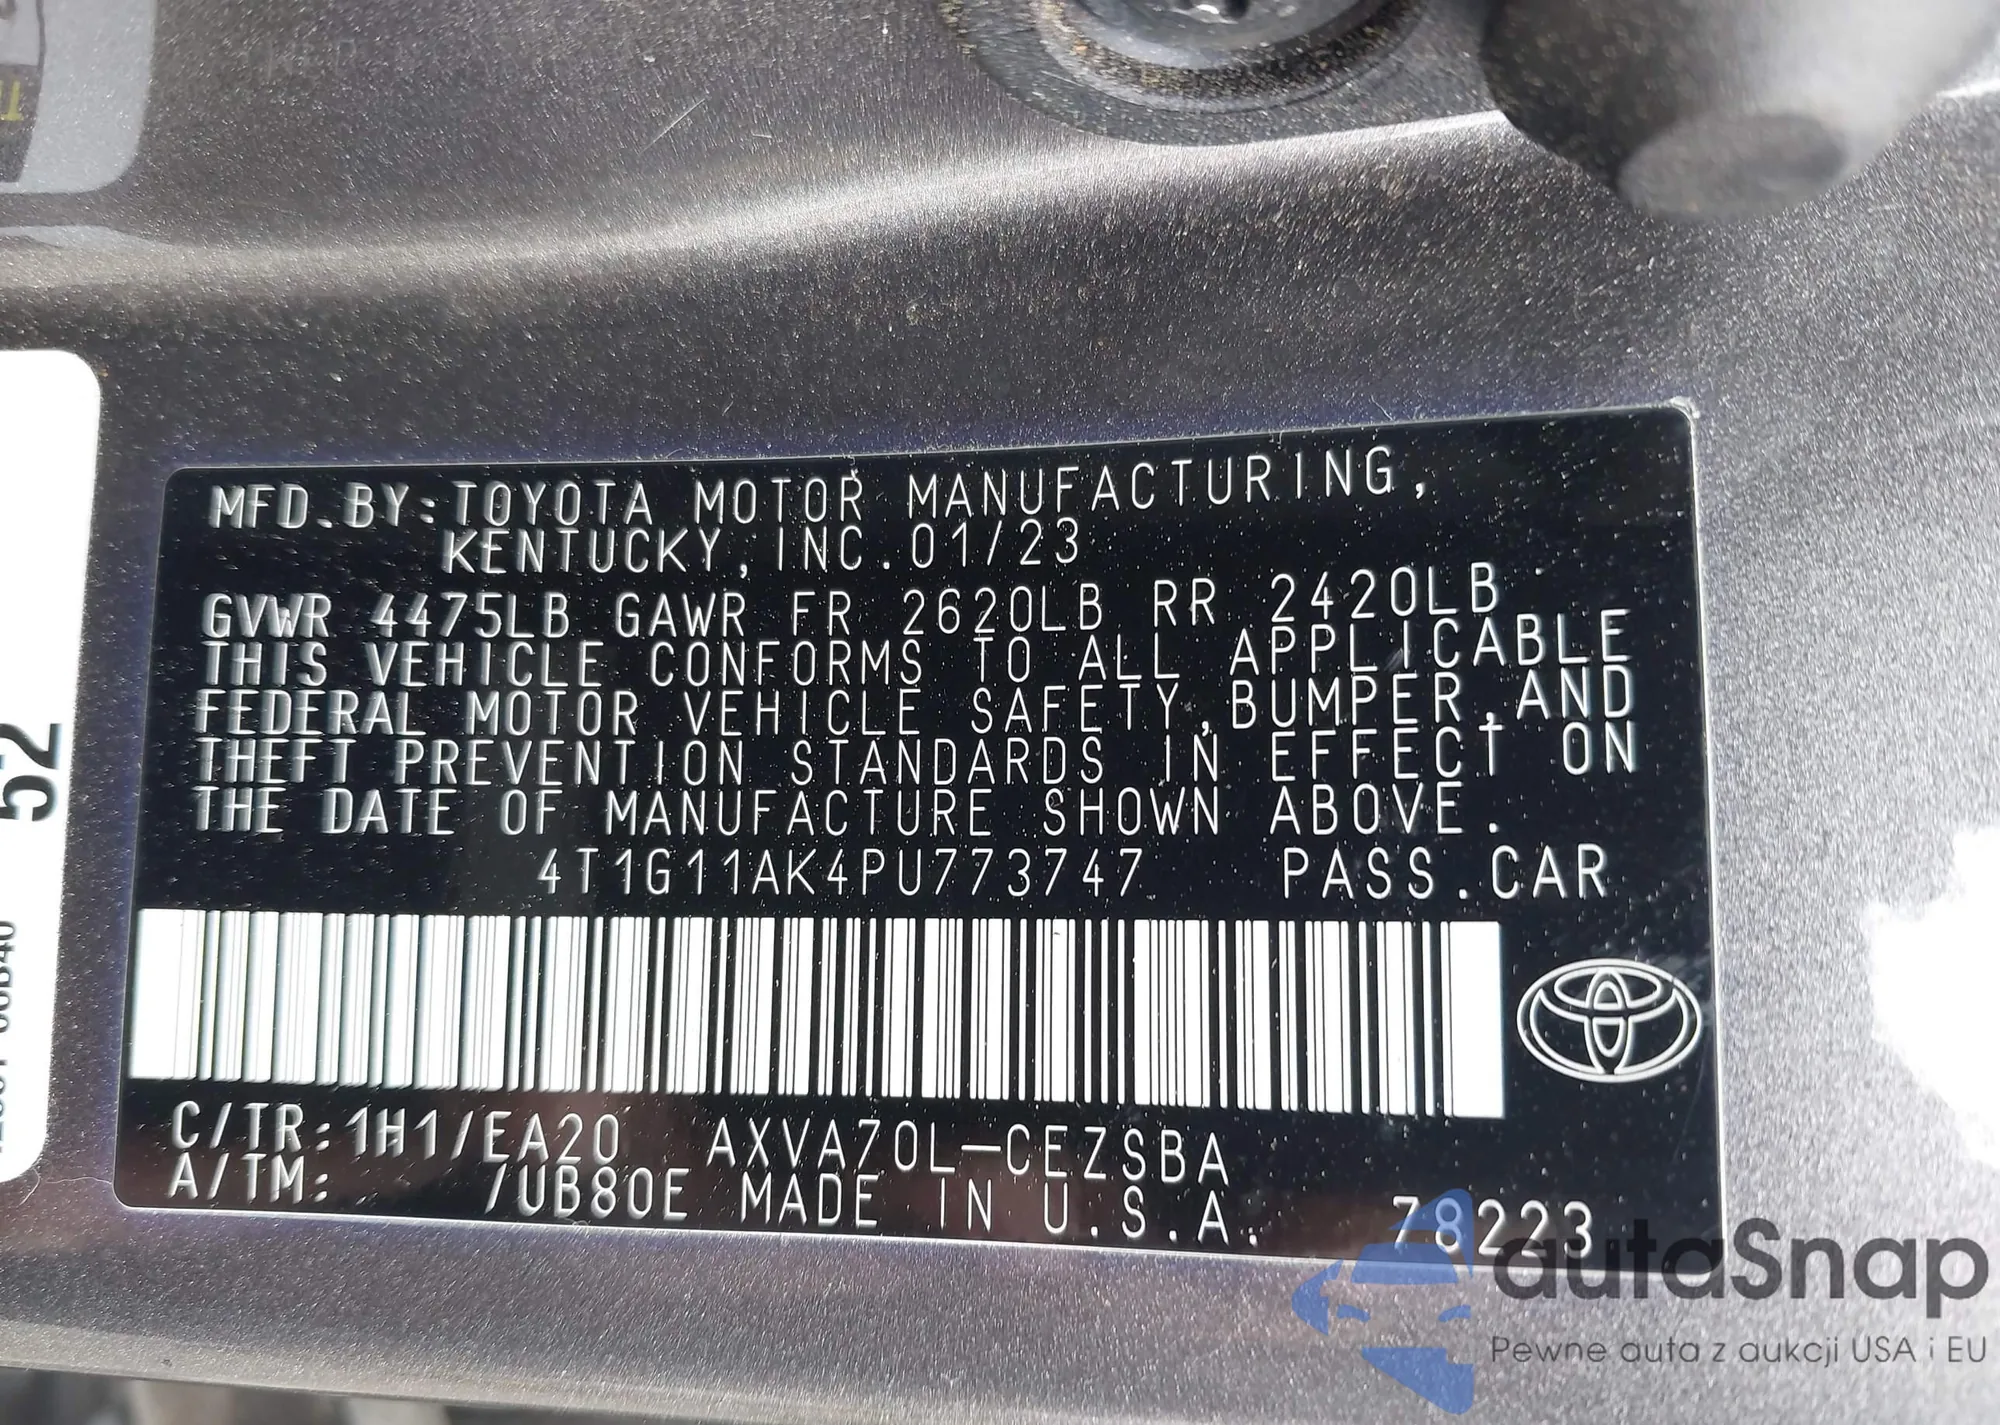 MFD.BY:TOYOTA MOTOR MANUFACTURING,
KENTUCKY,INC.01/23
GVWR 4475LB GAWR FR 2620LB RR 2420LB
THIS VEHICLE CONFORMS TO ALL APPLICABLE
FEDERAL MOTOR VEHICLE SAFETY,BUMPER,AND
THEFT PREVENTION STANDARDS IN EFFECT ON
THE DATE OF MANUFACTURE SHOWN ABOVE.
4T1G11AK4PU773747 PASS.CAR
C/TR:1H1/EA20 AXVA70L-CEZSBA
A/TM: /UB80E MADE IN U.S.A. 78223
52
autaSnap
Pewne auta z aukcji USA i EU